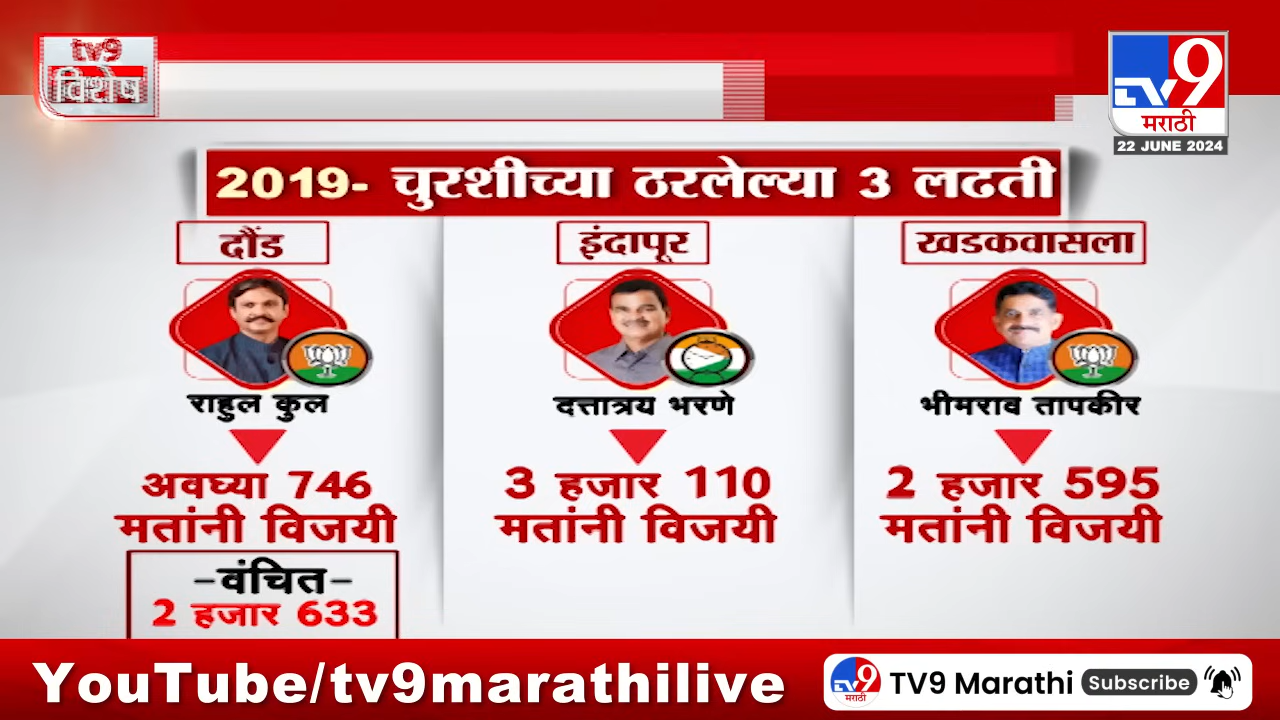 tv9
विशेष
TV9
मराठी
22 JUNE 2024
2019- चुरशीच्या ठरलेल्या 3 लढती
दौंड
राहुल कुल
अवघ्या 746
मतांनी विजयी
-वंचित-
2 हजार 633
इंदापूर
दत्तात्रय भरणे
3 हजार 110
मतांनी विजयी
खडकवासला
भीमराव तापकीर
2 हजार 595
मतांनी विजयी
YouTube/tv9marathilive
TV9
मराठी
TV9 Marathi
Subscribe